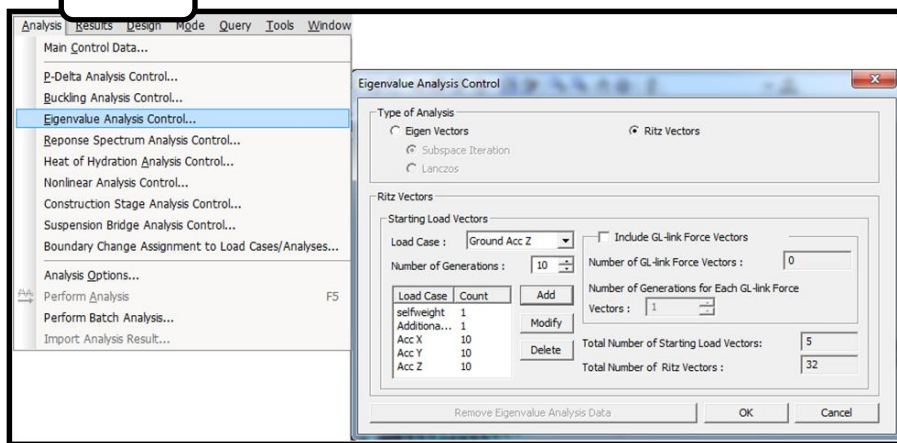 Analysis Results Design Mode Query Tools Window
Main Control Data...
P-Delta Analysis Control...
Buckling Analysis Control...
Eigenvalue Analysis Control...
Reponse Spectrum Analysis Control...
Heat of Hydration Analysis Control...
Nonlinear Analysis Control...
Construction Stage Analysis Control...
Suspension Bridge Analysis Control...
Boundary Change Assignment to Load Cases/Analyses...
Analysis Options...
Perform Analysis F5
Perform Batch Analysis...
Import Analysis Result...
Eigenvalue Analysis Control
Type of Analysis
Eigen Vectors Ritz Vectors
Subspace Iteration
Lanczos
Ritz Vectors
Starting Load Vectors
Load Case : Ground Acc Z
Number of Generations : 10
Load Case Count
selfweight 1
Additiona... 1
Acc X 10
Acc Y 10
Acc Z 10
Add
Modify
Delete
Include GL-link Force Vectors
Number of GL-link Force Vectors : 0
Number of Generations for Each GL-link Force
Vectors : 1
Total Number of Starting Load Vectors: 5
Total Number of Ritz Vectors : 32
Remove Eigenvalue Analysis Data OK Cancel